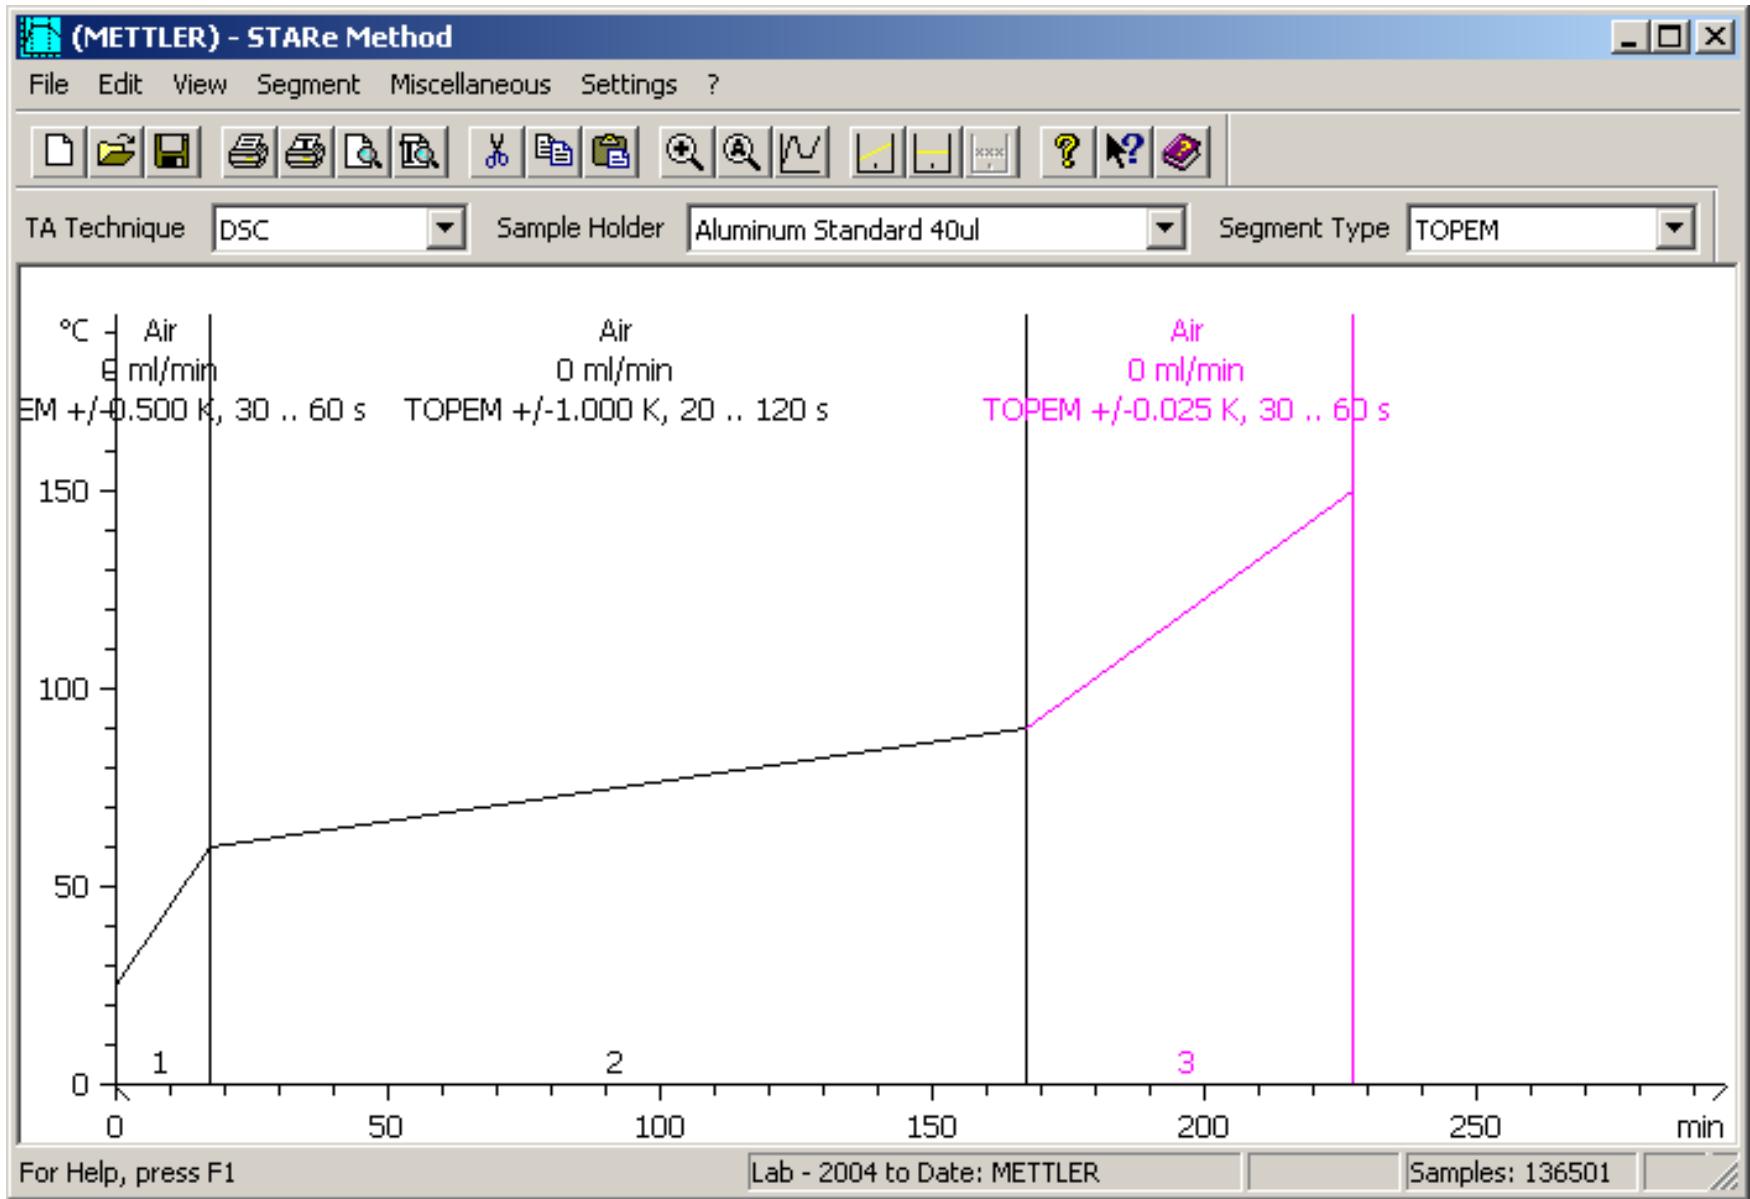 (METTLER) - STARe Method
File Edit View Segment Miscellaneous Settings ?
TA Technique DSC Sample Holder Aluminum Standard 40ul Segment Type TOPEM
°C Air Air Air
ml/min 0 ml/min 0 ml/min
EM +/-0.500 K, 30 .. 60 s TOPEM +/-1.000 K, 20 .. 120 s TOPEM +/-0.025 K, 30 .. 60 s
150
100
50
1 2 3
0
0 50 100 150 200 250 min
For Help, press F1 Lab - 2004 to Date: METTLER Samples: 136501